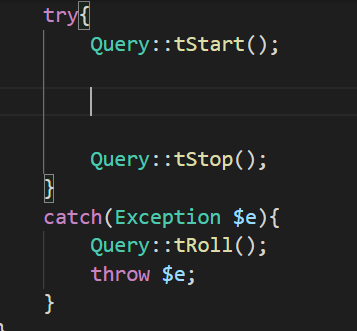 try{
Query::tStart();
Query::tStop();
}
catch(Exception $e){
Query::tRoll();
throw $e;
}